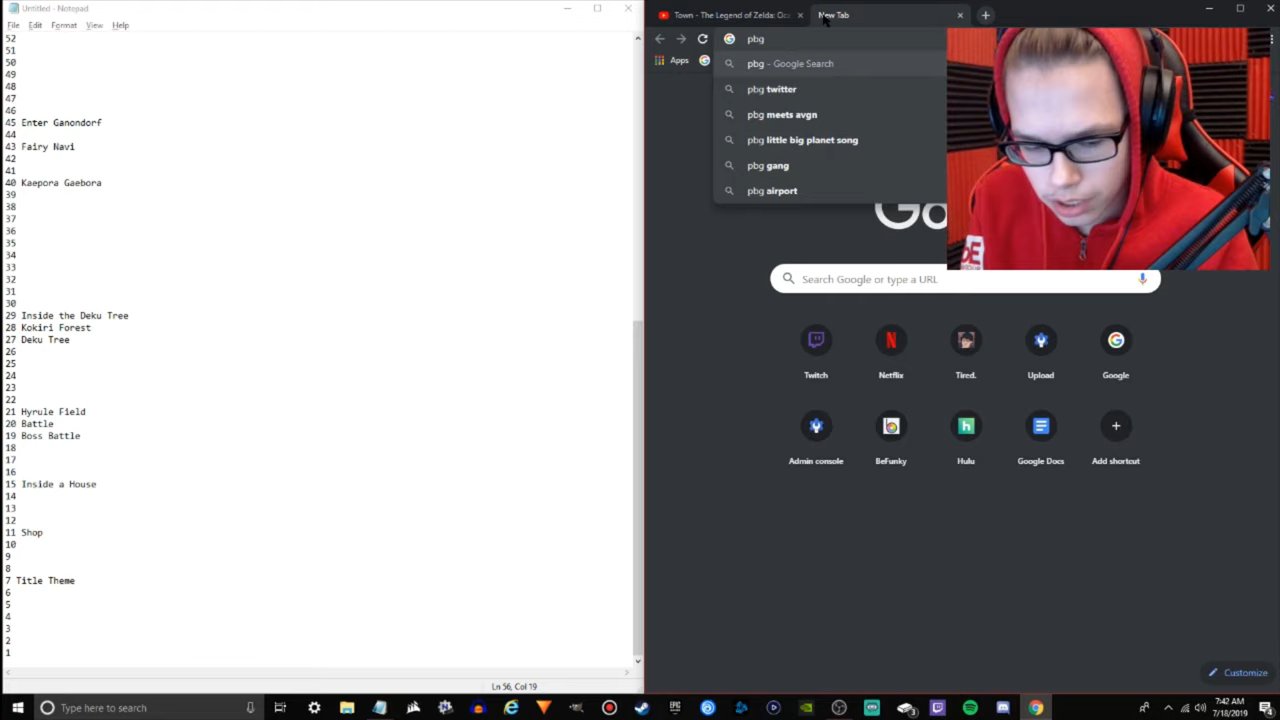 Untitled - Notepad
File Edit Format View Help
52
51
50
49
48
47
46
45 Enter Ganondorf
44
43 Fairy Navi
42
41
40 Kaepora Gaebora
39
38
37
36
35
34
33
32
31
30
29 Inside the Deku Tree
28 Kokiri Forest
27 Deku Tree
26
25
24
23
22
21 Hyrule Field
20 Battle
19 Boss Battle
18
17
16
15 Inside a House
14
13
12
11 Shop
10
9
8
7 Title Theme
6
5
4
3
2
1
Ln 56, Col 19
Town - The Legend of Zelda: Oca
New Tab
pbg
Apps
pbg - Google Search
pbg twitter
pbg meets avgn
pbg little big planet song
pbg gang
pbg airport
Go
Search Google or type a URL
Twitch Netflix Tired. Upload Google
Admin console BeFunky Hulu Google Docs Add shortcut
Customize
Type here to search
EPIC
7:42 AM
7/18/2019